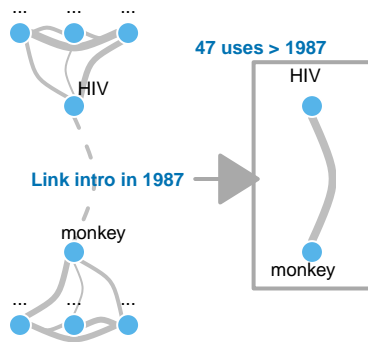 ... ... ...
HIV
Link intro in 1987
monkey
... ... ...
47 uses > 1987
HIV
monkey